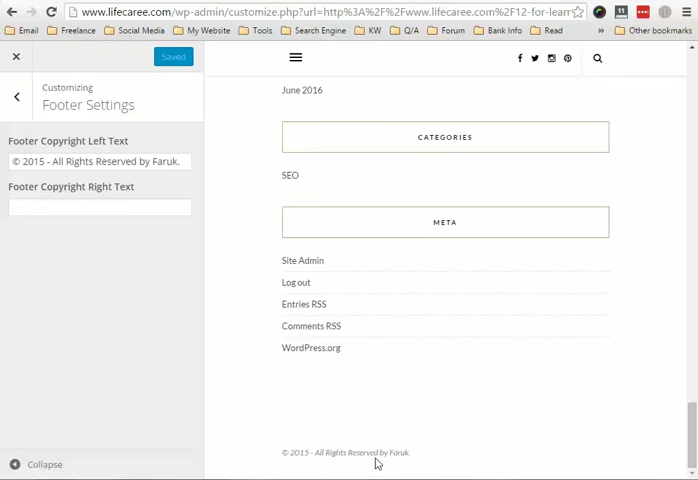 www.lifecaree.com/wp-admin/customize.php?url=http%3A%2F%2Fwww.lifecaree.com%2F12-for-learr
Email
Freelancing
Social Media
My Website
Tools
Search Engine
KW
Q/A
Forum
Bank Info
Read
»
Other bookmarks
Saved
Customizing
Footer Settings
Footer Copyright Left Text
© 2015 - All Rights Reserved by Faruk.
Footer Copyright Right Text
Collapse
June 2016
CATEGORIES
SEO
META
Site Admin
Log out
Entries RSS
Comments RSS
WordPress.org
© 2015 - All Rights Reserved by Faruk.